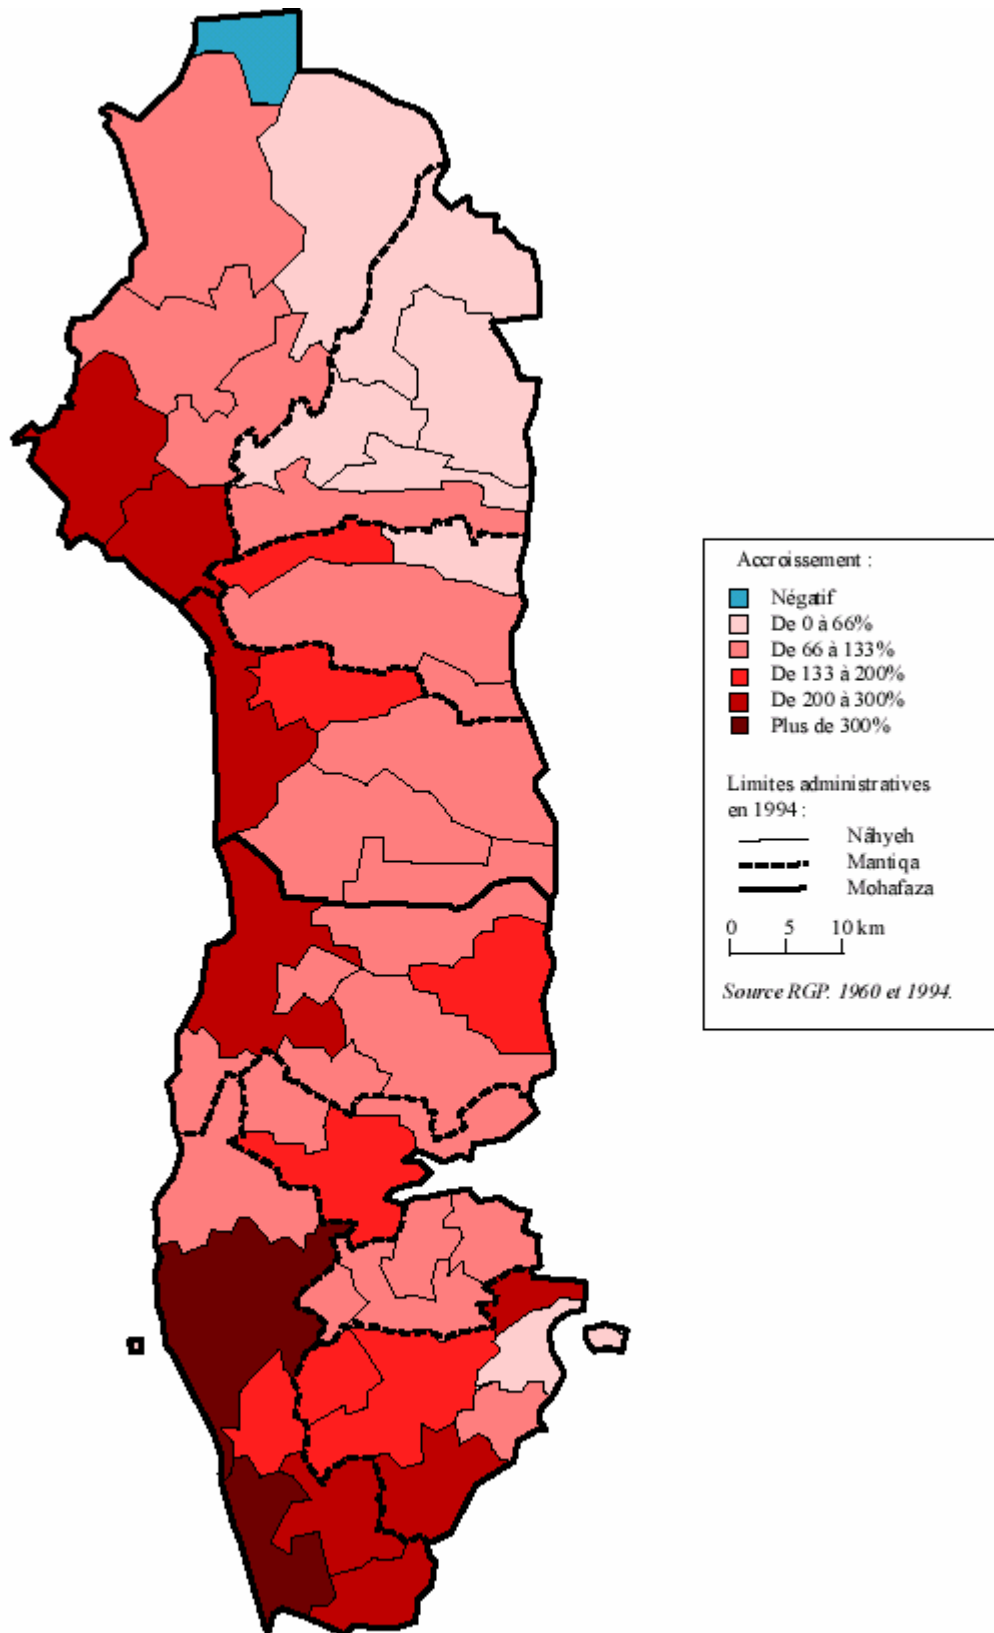 Accroissement :
Négatif
De 0 à 66%
De 66 à 133%
De 133 à 200%
De 200 à 300%
Plus de 300%
Limites administratives
en 1994 :
Nâhyeh
Mantiqa
Mohafaza
0 5 10 km
Source RGP. 1960 et 1994.